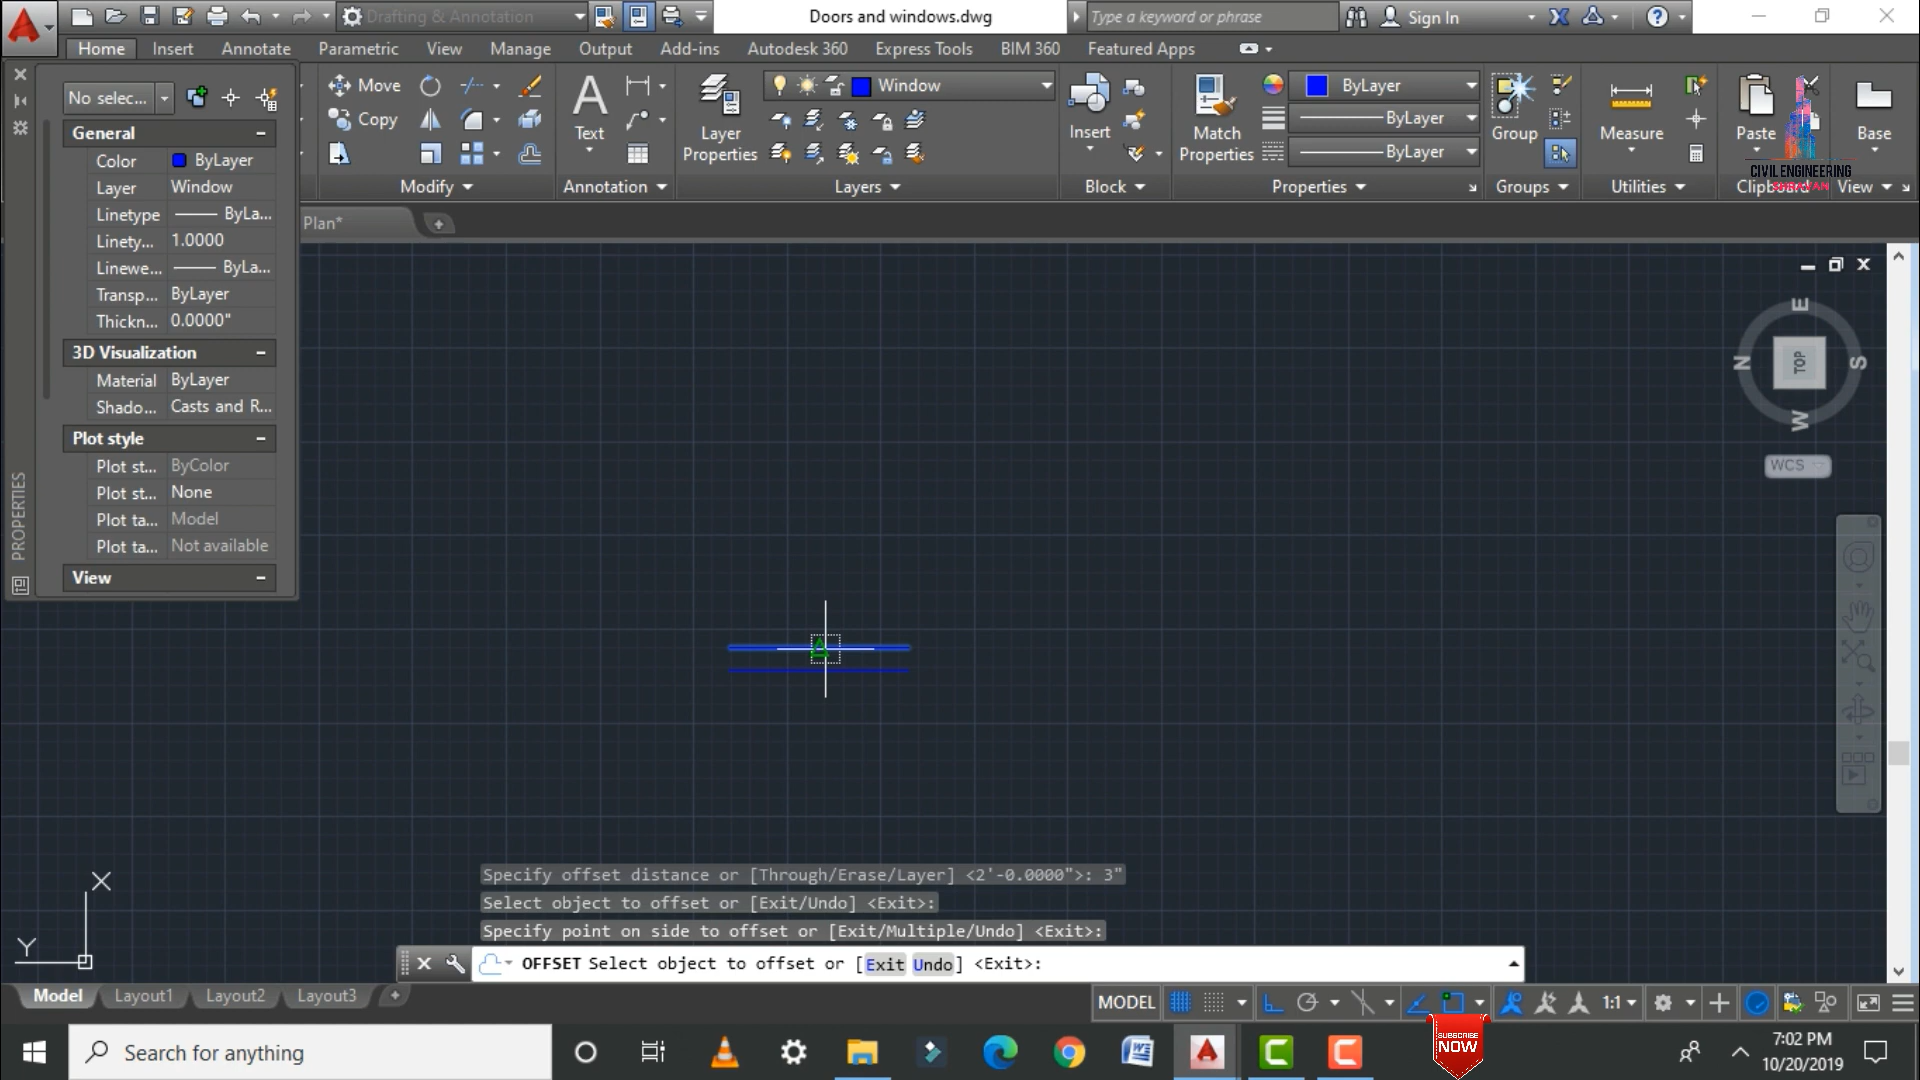 Drafting & Annotation
Doors and windows.dwg
Type a keyword or phrase
Sign In
Home
Insert
Annotate
Parametric
View
Manage
Output
Add-ins
Autodesk 360
Express Tools
BIM 360
Featured Apps
No selec...
General
Color ByLayer
Layer Window
Linetype ByLa...
Linety... 1.0000
Linewe... ByLa...
Transp... ByLayer
Thickn... 0.0000"
3D Visualization
Material ByLayer
Shado... Casts and R...
Plot style
Plot st... ByColor
Plot st... None
Plot ta... Model
Plot ta... Not available
View
PROPERTIES
Move
Copy
Modify
Text
Annotation
Layer
Properties
Window
Layers
Insert
Block
Match
Properties
ByLayer
ByLayer
ByLayer
Properties
Group
Groups
Measure
Utilities
Paste
Clipboard
Base
View
CIVIL ENGINEERING
SHRAVAN
Plan*
E
N
TOP
S
W
WCS
X
Y
Specify offset distance or [Through/Erase/Layer] <2'-0.0000">: 3"
Select object to offset or [Exit/Undo] <Exit>:
Specify point on side to offset or [Exit/Multiple/Undo] <Exit>:
OFFSET Select object to offset or [Exit Undo] <Exit>:
Model
Layout1
Layout2
Layout3
MODEL
1:1
SUBSCRIBE
NOW
Search for anything
7:02 PM
10/20/2019